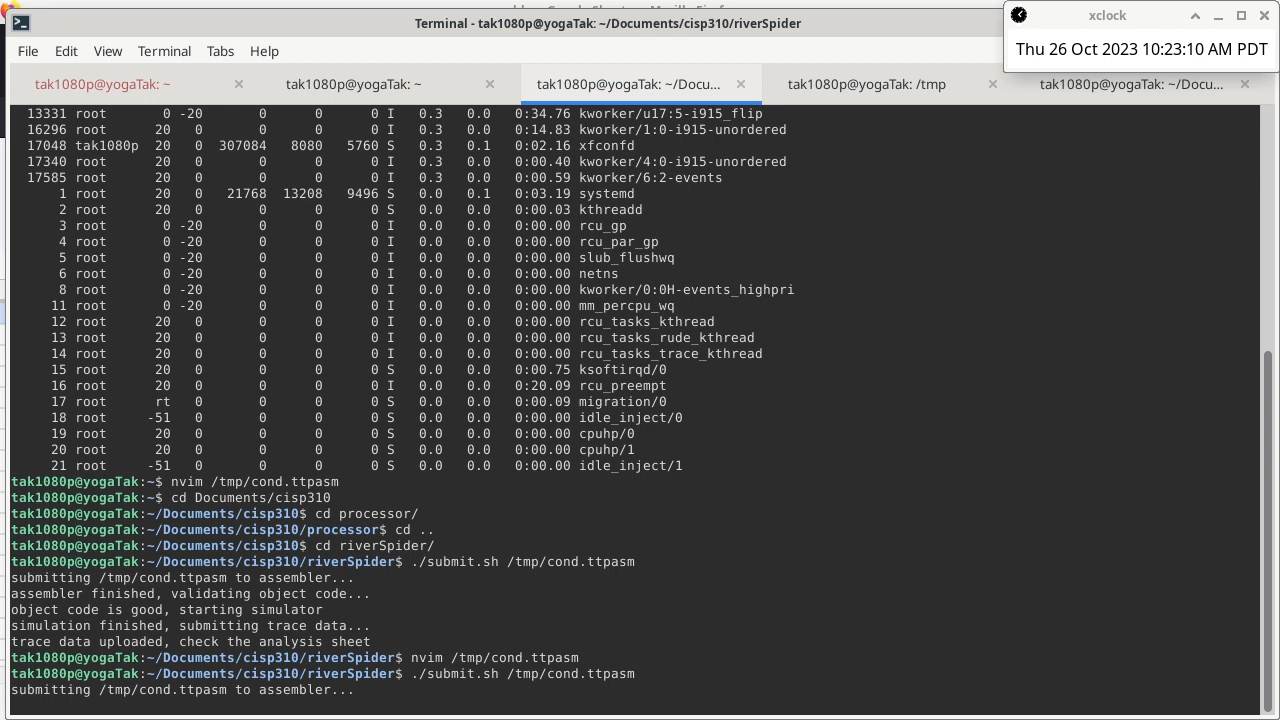 Terminal - tak1080p@yogaTak: ~/Documents/cisp310/riverSpider
xclock
Thu 26 Oct 2023 10:23:10 AM PDT
File Edit View Terminal Tabs Help
tak1080p@yogaTak: ~ tak1080p@yogaTak: ~ tak1080p@yogaTak: ~/Docu... tak1080p@yogaTak: /tmp tak1080p@yogaTak: ~/Docu...
13331 root 0 -20 0 0 0 I 0.3 0.0 0:34.76 kworker/u17:5-i915_flip
16296 root 20 0 0 0 0 I 0.3 0.0 0:14.83 kworker/1:0-i915-unordered
17048 tak1080p 20 0 307084 8080 5760 S 0.3 0.1 0:02.16 xfconfd
17340 root 20 0 0 0 0 I 0.3 0.0 0:00.40 kworker/4:0-i915-unordered
17585 root 20 0 0 0 0 I 0.3 0.0 0:00.59 kworker/6:2-events
1 root 20 0 21768 13208 9496 S 0.0 0.1 0:03.19 systemd
2 root 20 0 0 0 0 S 0.0 0.0 0:00.03 kthreadd
3 root 0 -20 0 0 0 I 0.0 0.0 0:00.00 rcu_gp
4 root 0 -20 0 0 0 I 0.0 0.0 0:00.00 rcu_par_gp
5 root 0 -20 0 0 0 I 0.0 0.0 0:00.00 slub_flushwq
6 root 0 -20 0 0 0 I 0.0 0.0 0:00.00 netns
8 root 0 -20 0 0 0 I 0.0 0.0 0:00.00 kworker/0:0H-events_highpri
11 root 0 -20 0 0 0 I 0.0 0.0 0:00.00 mm_percpu_wq
12 root 20 0 0 0 0 I 0.0 0.0 0:00.00 rcu_tasks_kthread
13 root 20 0 0 0 0 I 0.0 0.0 0:00.00 rcu_tasks_rude_kthread
14 root 20 0 0 0 0 I 0.0 0.0 0:00.00 rcu_tasks_trace_kthread
15 root 20 0 0 0 0 S 0.0 0.0 0:00.75 ksoftirqd/0
16 root 20 0 0 0 0 I 0.0 0.0 0:20.09 rcu_preempt
17 root rt 0 0 0 0 S 0.0 0.0 0:00.09 migration/0
18 root -51 0 0 0 0 S 0.0 0.0 0:00.00 idle_inject/0
19 root 20 0 0 0 0 S 0.0 0.0 0:00.00 cpuhp/0
20 root 20 0 0 0 0 S 0.0 0.0 0:00.00 cpuhp/1
21 root -51 0 0 0 0 S 0.0 0.0 0:00.00 idle_inject/1
tak1080p@yogaTak:~$ nvim /tmp/cond.ttpasm
tak1080p@yogaTak:~$ cd Documents/cisp310
tak1080p@yogaTak:~/Documents/cisp310$ cd processor/
tak1080p@yogaTak:~/Documents/cisp310/processor$ cd ..
tak1080p@yogaTak:~/Documents/cisp310$ cd riverSpider/
tak1080p@yogaTak:~/Documents/cisp310/riverSpider$ ./submit.sh /tmp/cond.ttpasm
submitting /tmp/cond.ttpasm to assembler...
assembler finished, validating object code...
object code is good, starting simulator
simulation finished, submitting trace data...
trace data uploaded, check the analysis sheet
tak1080p@yogaTak:~/Documents/cisp310/riverSpider$ nvim /tmp/cond.ttpasm
tak1080p@yogaTak:~/Documents/cisp310/riverSpider$ ./submit.sh /tmp/cond.ttpasm
submitting /tmp/cond.ttpasm to assembler...